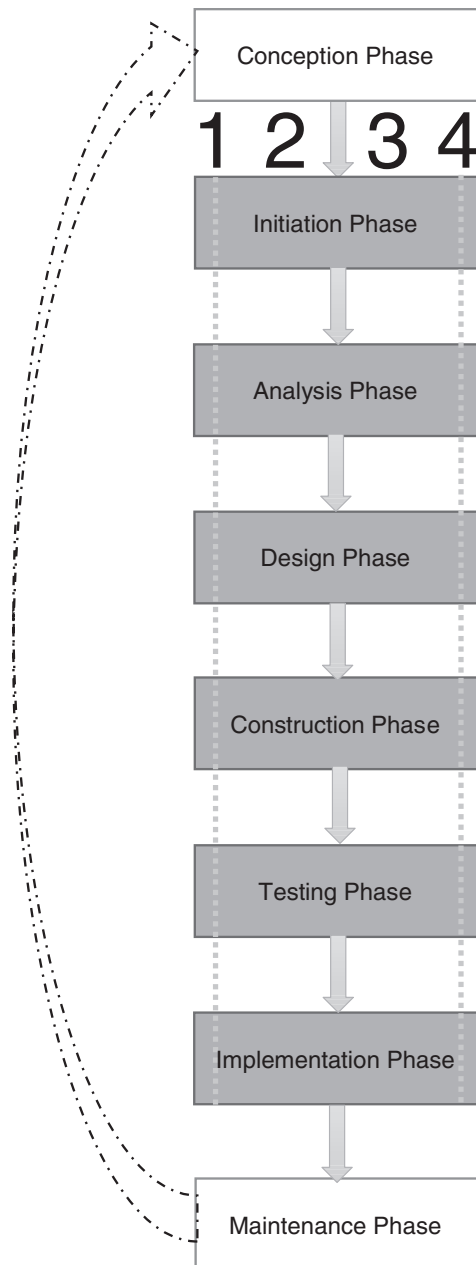 Conception Phase
1 2 3 4
Initiation Phase
Analysis Phase
Design Phase
Construction Phase
Testing Phase
Implementation Phase
Maintenance Phase